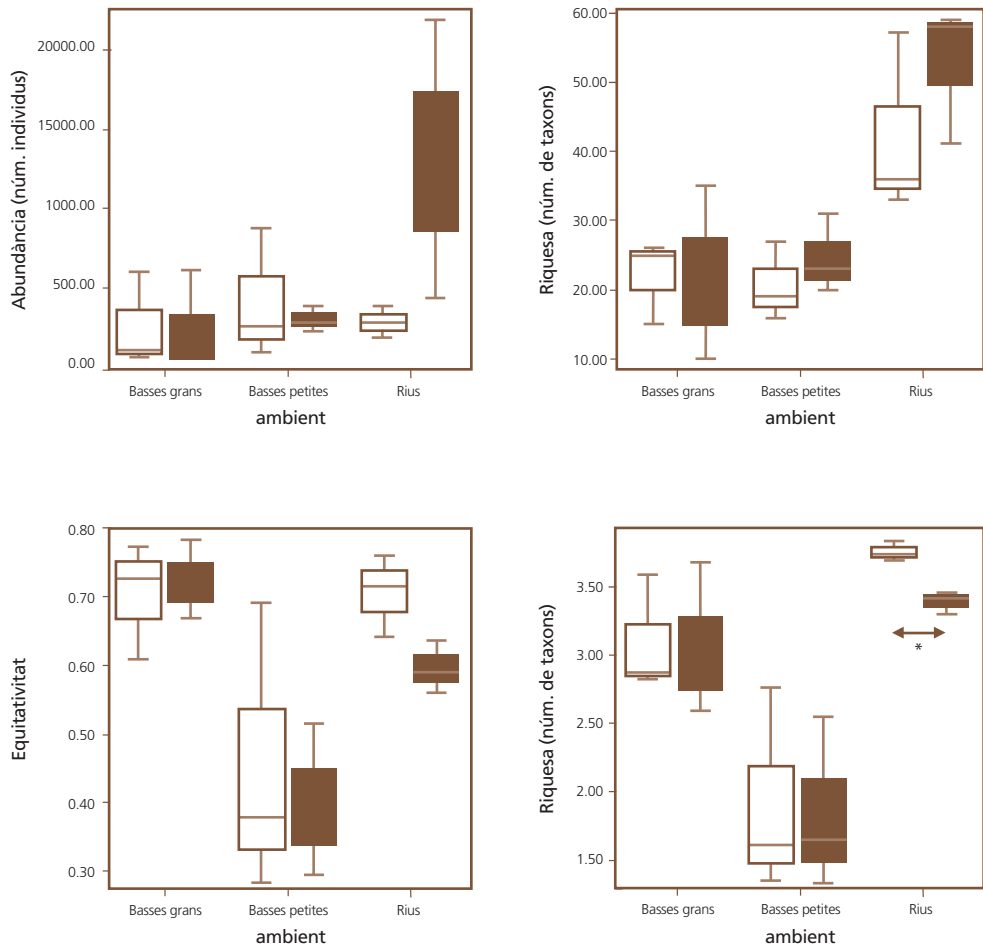 Abundància (núm. individus)
20000.00
15000.00
1000.00
500.00
0.00
Basses grans
Basses petites
Rius
ambient
Riquesa (núm. de taxons)
60.00
50.00
40.00
30.00
20.00
10.00
Basses grans
Basses petites
Rius
ambient
Equitativitat
0.80
0.70
0.60
0.50
0.40
0.30
Basses grans
Basses petites
Rius
ambient
Riquesa (núm. de taxons)
3.50
3.00
2.50
2.00
1.50
*
Basses grans
Basses petites
Rius
ambient